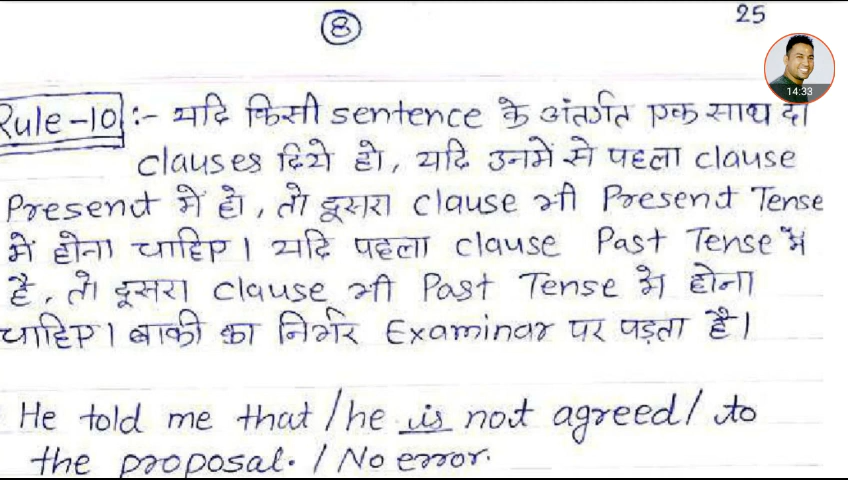 8
25
14:33
Rule-10 :- यदि किसी sentence के अंतर्गत एक साथ दो
clauses दिये हो, यदि उनमें से पहला clause
Present में हो, तो दूसरा clause भी Present Tense
में होना चाहिए। यदि पहला clause Past Tense में
है, तो दूसरा clause भी Past Tense में होना
चाहिए। बाकी का निर्भर Examinar पर पड़ता है।
He told me that / he is not agreed / to
the proposal. / No error.